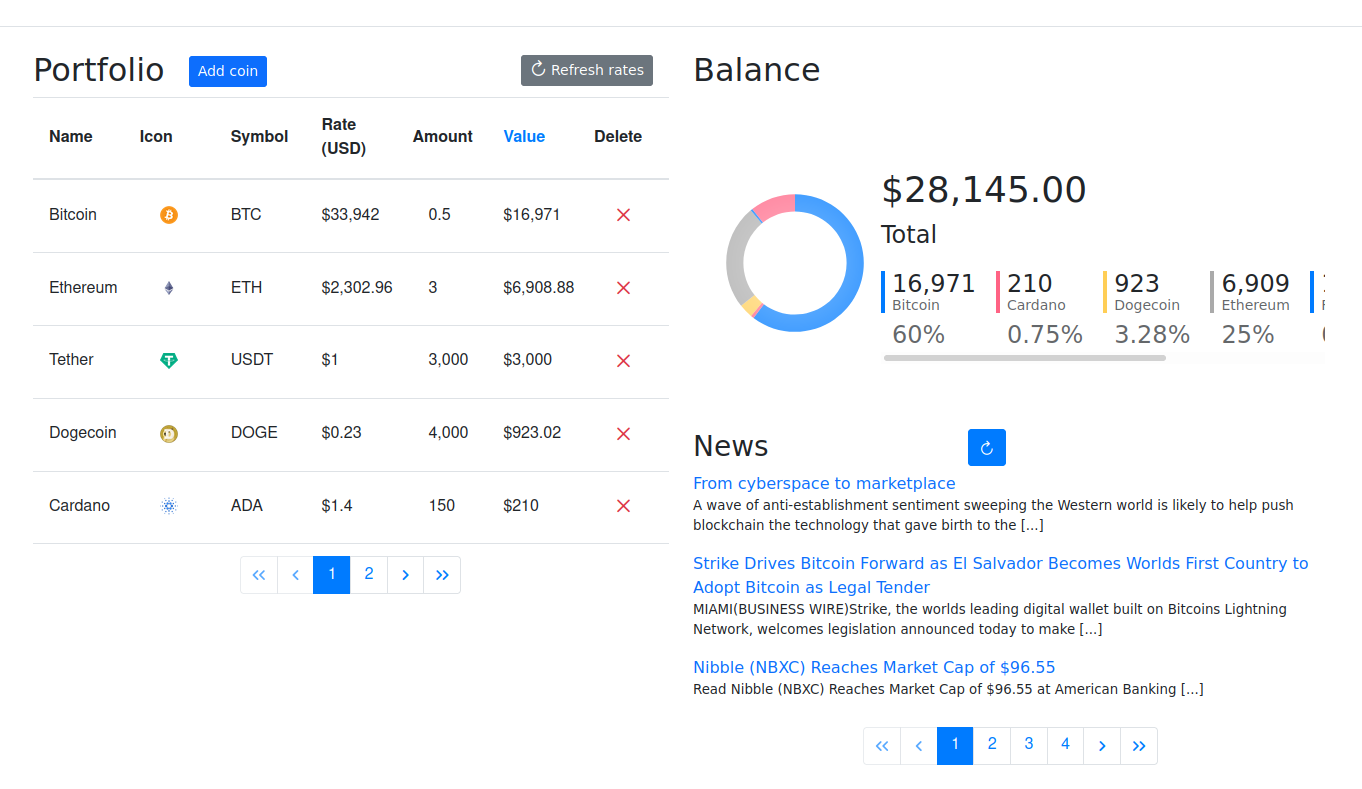 Portfolio
Add coin
Refresh rates
Name Icon Symbol Rate (USD) Amount Value Delete
Bitcoin BTC $33,942 0.5 $16,971
Ethereum ETH $2,302.96 3 $6,908.88
Tether USDT $1 3,000 $3,000
Dogecoin DOGE $0.23 4,000 $923.02
Cardano ADA $1.4 150 $210
« ‹ 1 2 › »
Balance
$28,145.00
Total
16,971 210 923 6,909
Bitcoin Cardano Dogecoin Ethereum
60% 0.75% 3.28% 25%
News
From cyberspace to marketplace
A wave of anti-establishment sentiment sweeping the Western world is likely to help push
blockchain the technology that gave birth to the [...]
Strike Drives Bitcoin Forward as El Salvador Becomes Worlds First Country to
Adopt Bitcoin as Legal Tender
MIAMI(BUSINESS WIRE)Strike, the worlds leading digital wallet built on Bitcoins Lightning
Network, welcomes legislation announced today to make [...]
Nibble (NBXC) Reaches Market Cap of $96.55
Read Nibble (NBXC) Reaches Market Cap of $96.55 at American Banking [...]
« ‹ 1 2 3 4 › »